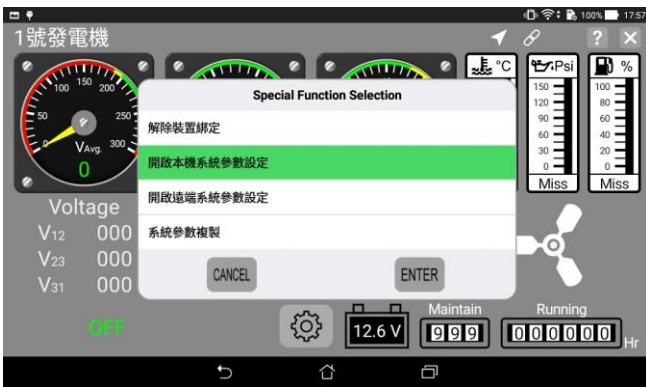 100% 17:57
1號發電機
? ×
50 100 150 200 250 300
0
VAvg.
0
°C
Psi
%
150
120
90
60
30
0
Miss
100
80
60
40
20
0
Miss
Special Function Selection
解除裝置綁定
開啟本機系統參數設定
開啟遠端系統參數設定
系統參數複製
CANCEL ENTER
Voltage
V12 000
V23 000
V31 000
OFF
12.6 V
Maintain
999
Running
000000 Hr